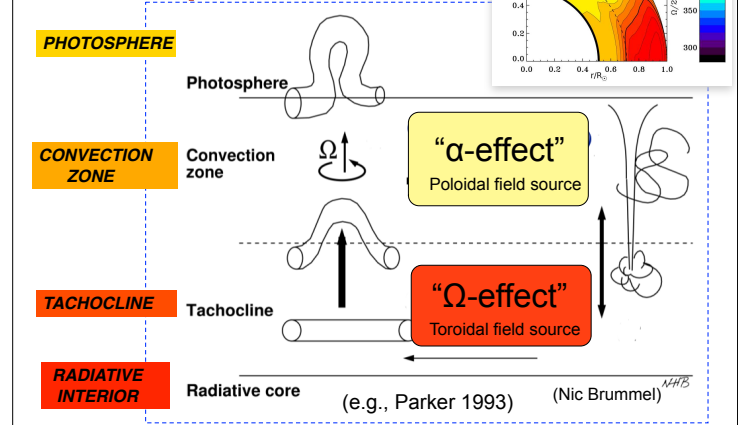 0.4
0.2
0.0
0.0 0.2 0.4 0.6 0.8 1.0
r/R☉
350
300
PHOTOSPHERE
Photosphere
CONVECTION
ZONE
Convection
zone
Ω
“α-effect”
Poloidal field source
TACHOCLINE
Tachocline
“Ω-effect”
Toroidal field source
RADIATIVE
INTERIOR
Radiative core
(e.g., Parker 1993)
(Nic Brummel)
NHB